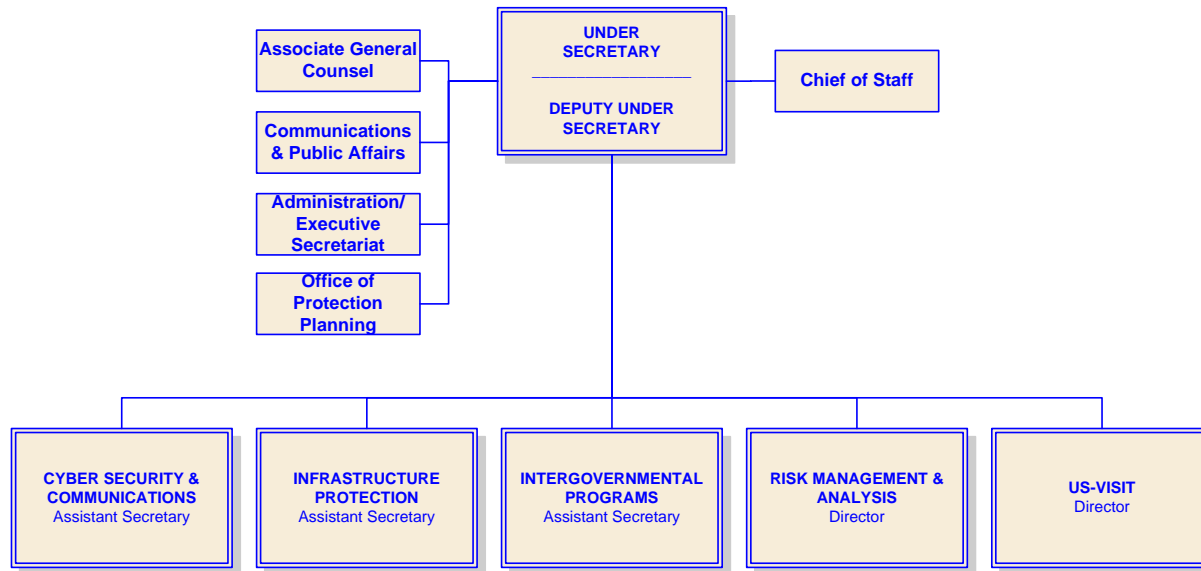 UNDER
SECRETARY
____________________
DEPUTY UNDER
SECRETARY
Associate General
Counsel
Communications
& Public Affairs
Administration/
Executive
Secretariat
Office of
Protection
Planning
Chief of Staff
CYBER SECURITY &
COMMUNICATIONS
Assistant Secretary
INFRASTRUCTURE
PROTECTION
Assistant Secretary
INTERGOVERNMENTAL
PROGRAMS
Assistant Secretary
RISK MANAGEMENT &
ANALYSIS
Director
US-VISIT
Director